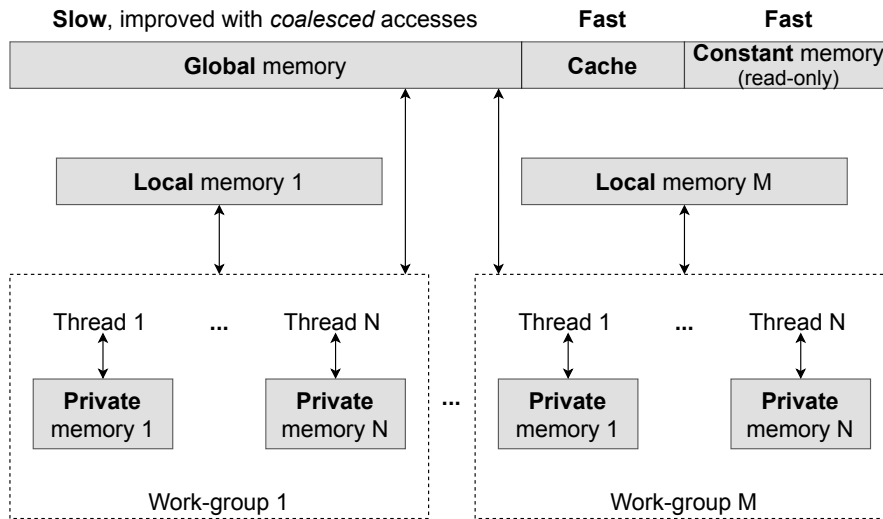 Slow, improved with coalesced accesses Fast Fast
Global memory Cache Constant memory
(read-only)
Local memory 1 Local memory M
Thread 1 ... Thread N Thread 1 ... Thread N
Private Private ... Private Private
memory 1 memory N memory 1 memory N
Work-group 1 Work-group M